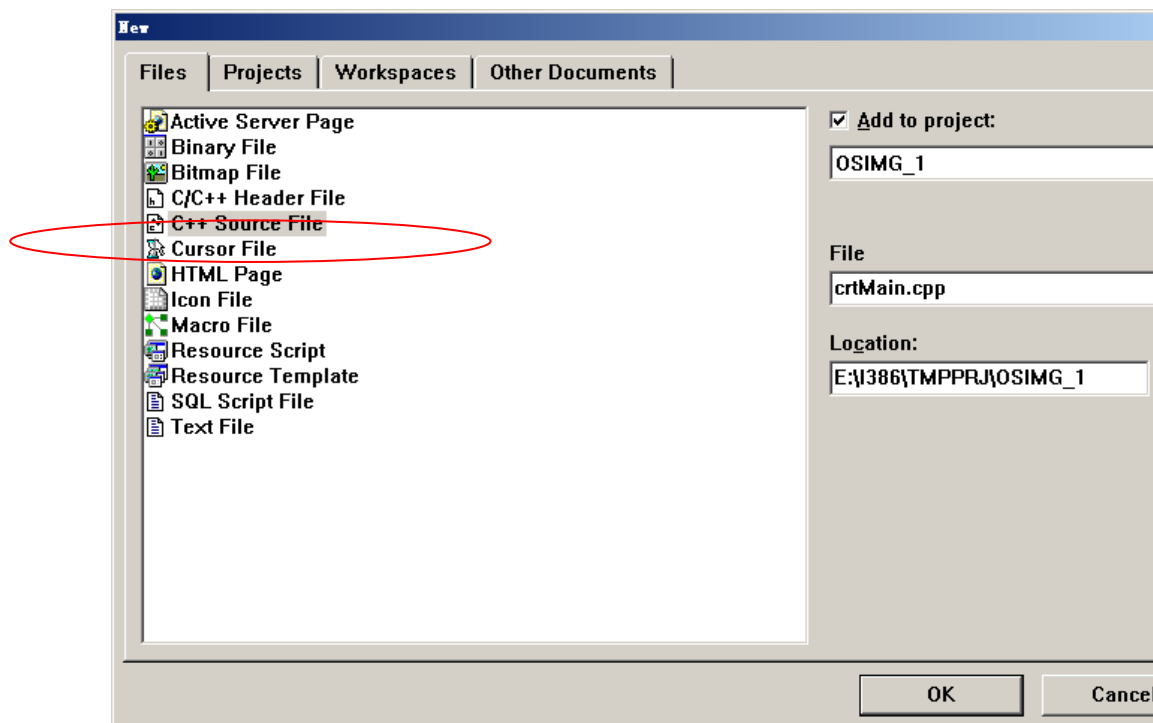 New
Files Projects Workspaces Other Documents
Active Server Page
Binary File
Bitmap File
C/C++ Header File
C++ Source File
Cursor File
HTML Page
Icon File
Macro File
Resource Script
Resource Template
SQL Script File
Text File
Add to project:
OSIMG_1
File
crtMain.cpp
Location:
E:\I386\TMPPRJ\OSIMG_1
OK Cancel